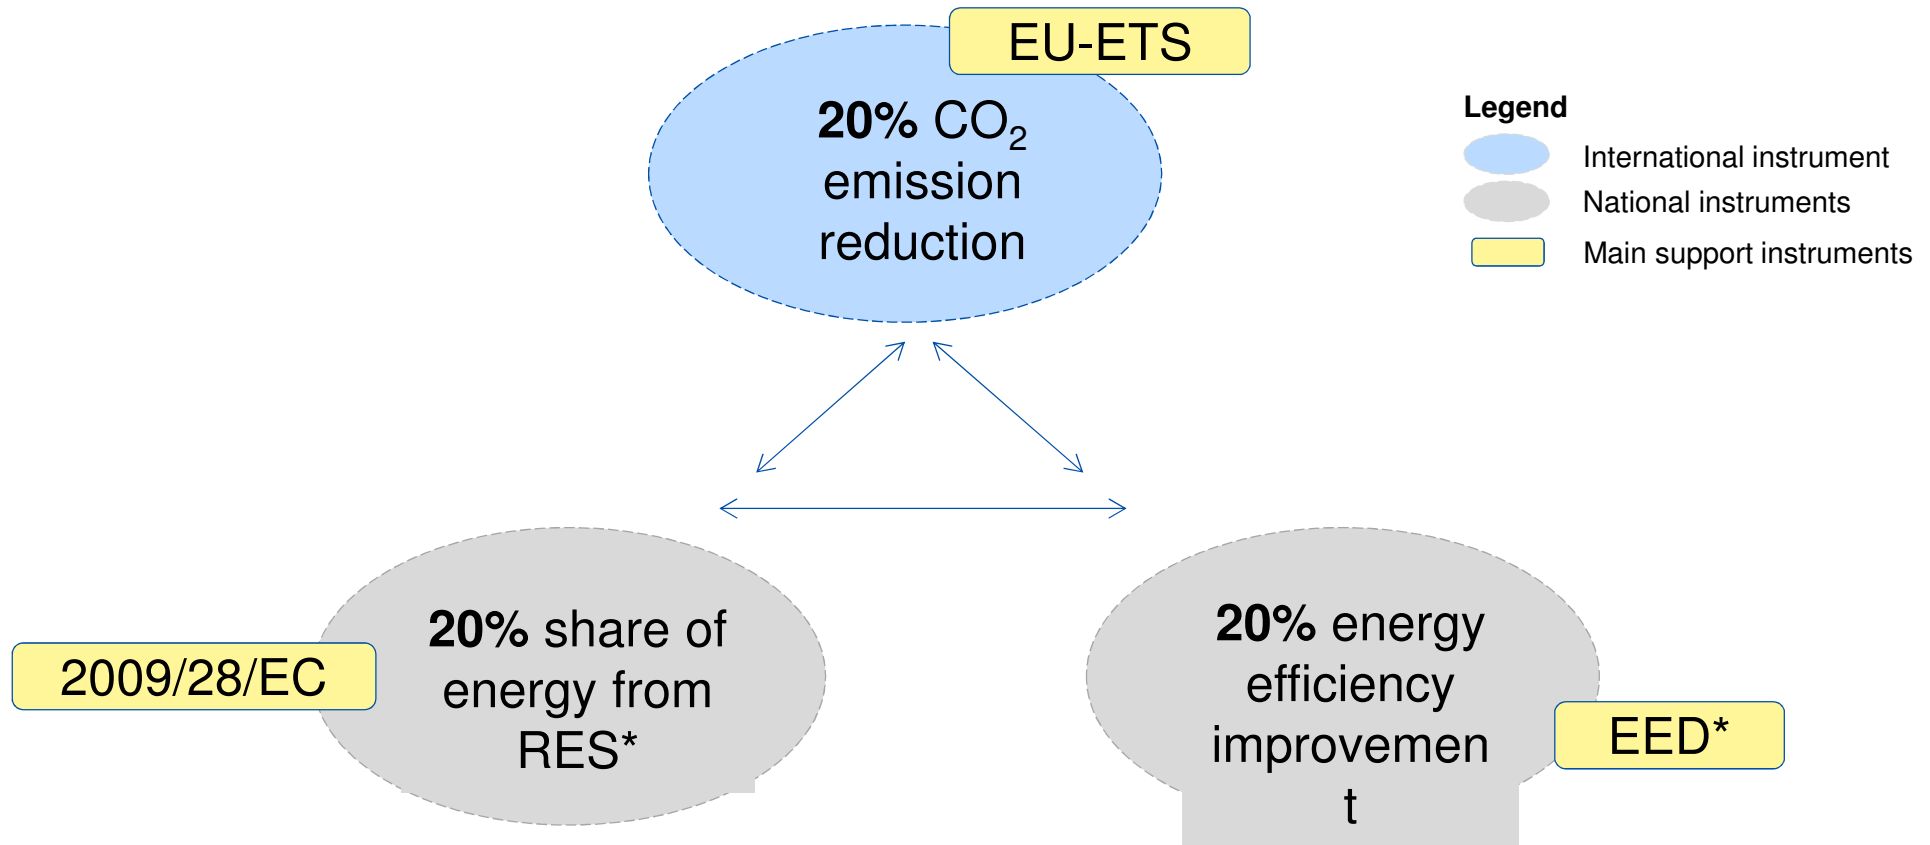 EU-ETS
20% CO₂
emission
reduction
Legend
International instrument
National instruments
Main support instruments
2009/28/EC
20% share of
energy from
RES*
20% energy
efficiency
improvemen
t
EED*